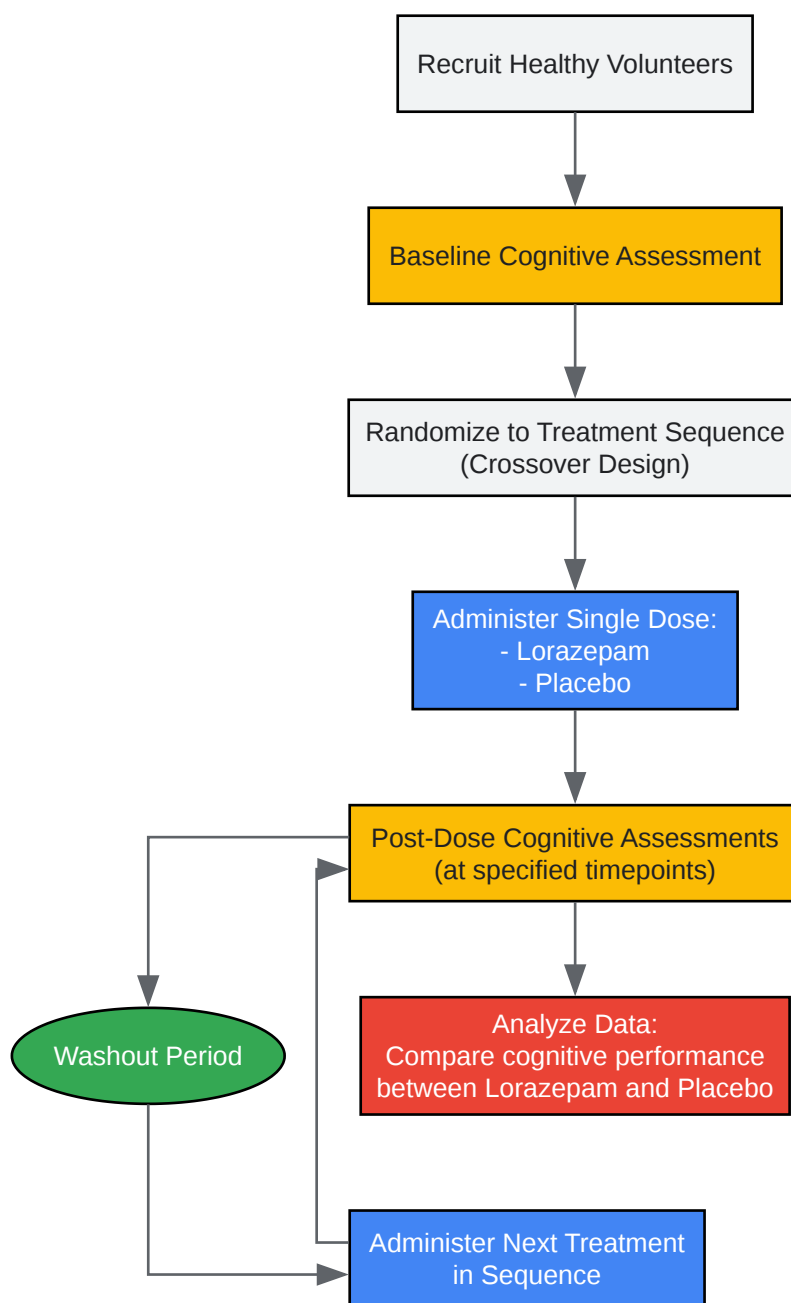 Recruit Healthy Volunteers
Baseline Cognitive Assessment
Randomize to Treatment Sequence
(Crossover Design)
Administer Single Dose:
- Lorazepam
- Placebo
Post-Dose Cognitive Assessments
(at specified timepoints)
Washout Period
Analyze Data:
Compare cognitive performance
between Lorazepam and Placebo
Administer Next Treatment
in Sequence